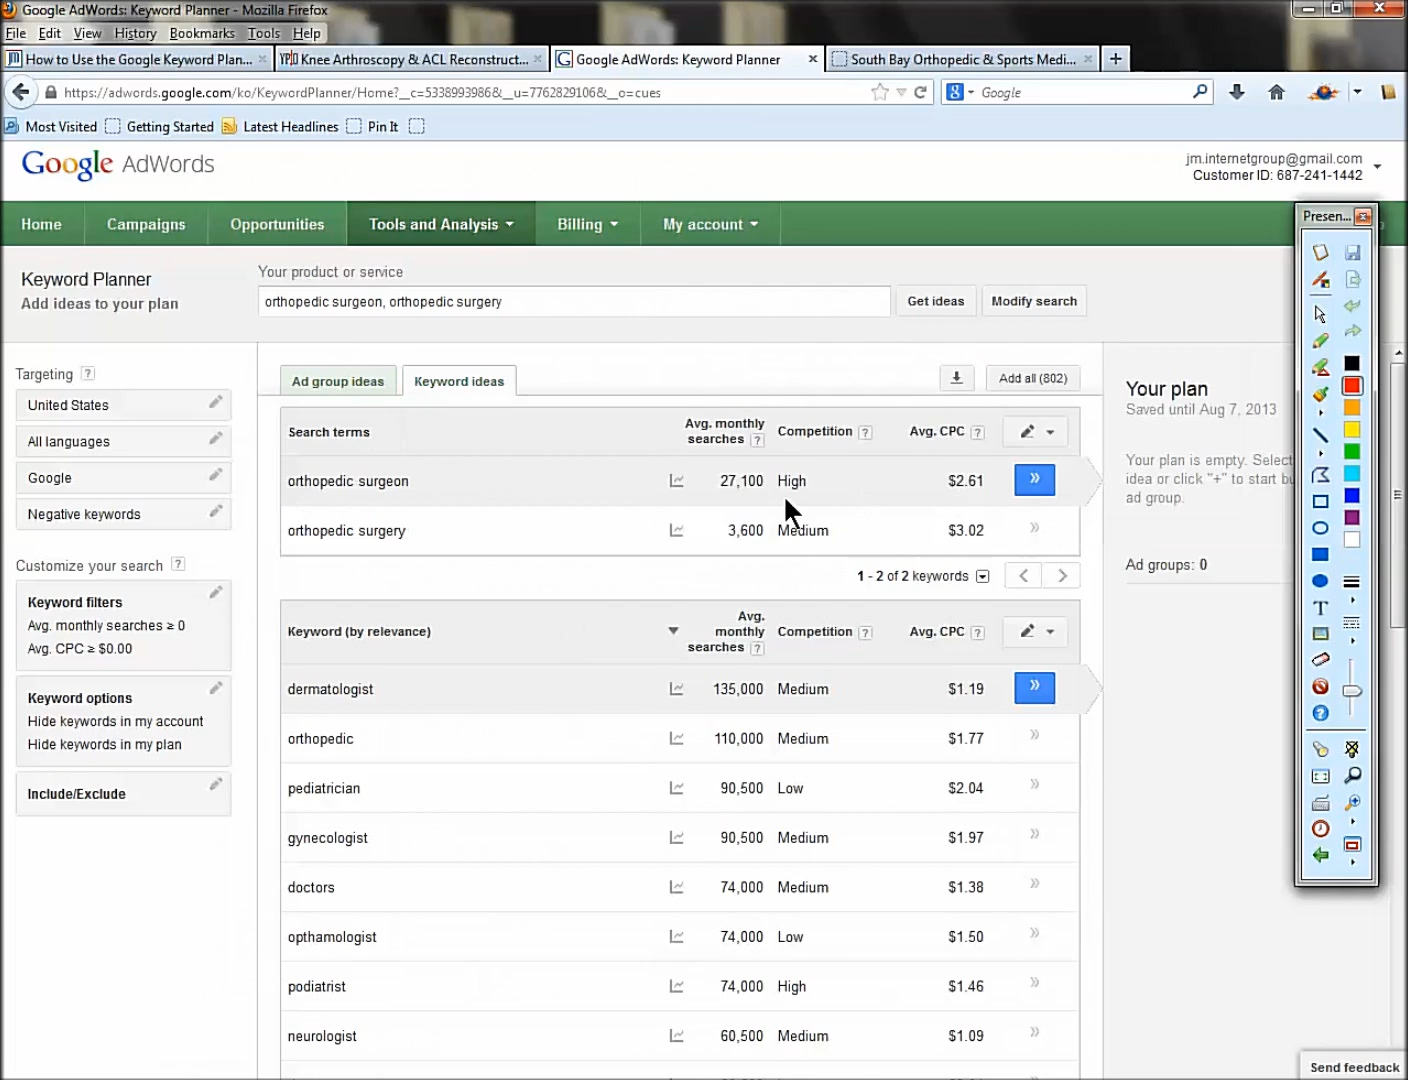 Google AdWords: Keyword Planner - Mozilla Firefox
File Edit View History Bookmarks Tools Help
How to Use the Google Keyword Plan... Knee Arthroscopy & ACL Reconstruct... Google AdWords: Keyword Planner South Bay Orthopedic & Sports Medi...
https://adwords.google.com/ko/KeywordPlanner/Home?__c=5338993986&__u=7762829106&__o=cues Google
Most Visited Getting Started Latest Headlines Pin It
Google AdWords
jm.internetgroup@gmail.com
Customer ID: 687-241-1442
Presen...
Home Campaigns Opportunities Tools and Analysis Billing My account
Keyword Planner
Add ideas to your plan
Your product or service
orthopedic surgeon, orthopedic surgery Get ideas Modify search
Targeting ?
United States
All languages
Google
Negative keywords
Customize your search ?
Keyword filters
Avg. monthly searches ≥ 0
Avg. CPC ≥ $0.00
Keyword options
Hide keywords in my account
Hide keywords in my plan
Include/Exclude
Ad group ideas Keyword ideas Add all (802)
Search terms Avg. monthly searches ? Competition ? Avg. CPC ?
orthopedic surgeon 27,100 High $2.61 »
orthopedic surgery 3,600 Medium $3.02 »
1 - 2 of 2 keywords
Keyword (by relevance) Avg. monthly searches ? Competition ? Avg. CPC ?
dermatologist 135,000 Medium $1.19 »
orthopedic 110,000 Medium $1.77 »
pediatrician 90,500 Low $2.04 »
gynecologist 90,500 Medium $1.97 »
doctors 74,000 Medium $1.38 »
opthamologist 74,000 Low $1.50 »
podiatrist 74,000 High $1.46 »
neurologist 60,500 Medium $1.09 »
Your plan
Saved until Aug 7, 2013
Your plan is empty. Select
idea or click "+" to start bu
ad group.
Ad groups: 0
Send feedback